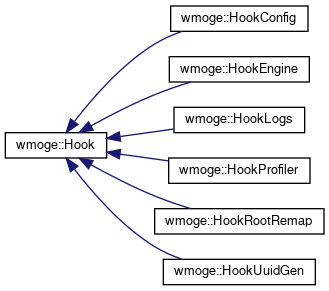 wmoge::HookConfig
wmoge::HookEngine
wmoge::HookLogs
wmoge::Hook
wmoge::HookProfiler
wmoge::HookRootRemap
wmoge::HookUuidGen